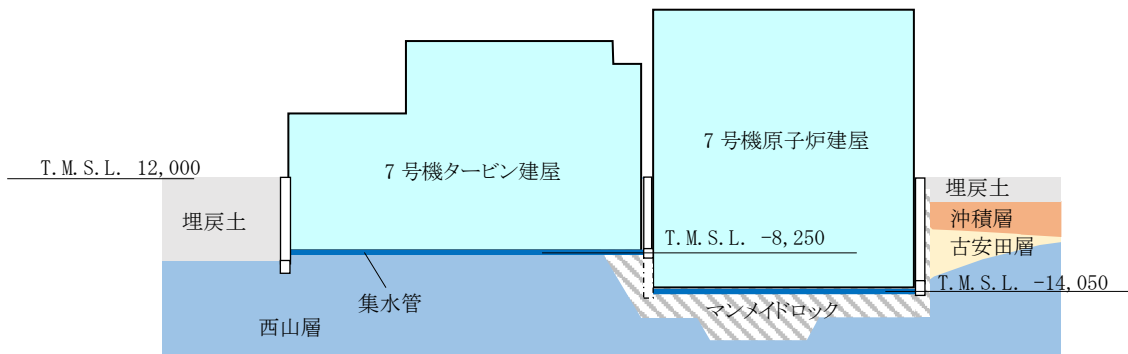 7 号機原子炉建屋
T.M.S.L. 12,000
7 号機タービン建屋
埋戻土
埋戻土
沖積層
T.M.S.L. -8,250
古安田層
T.M.S.L. -14,050
集水管
マンメイドロック
西山層